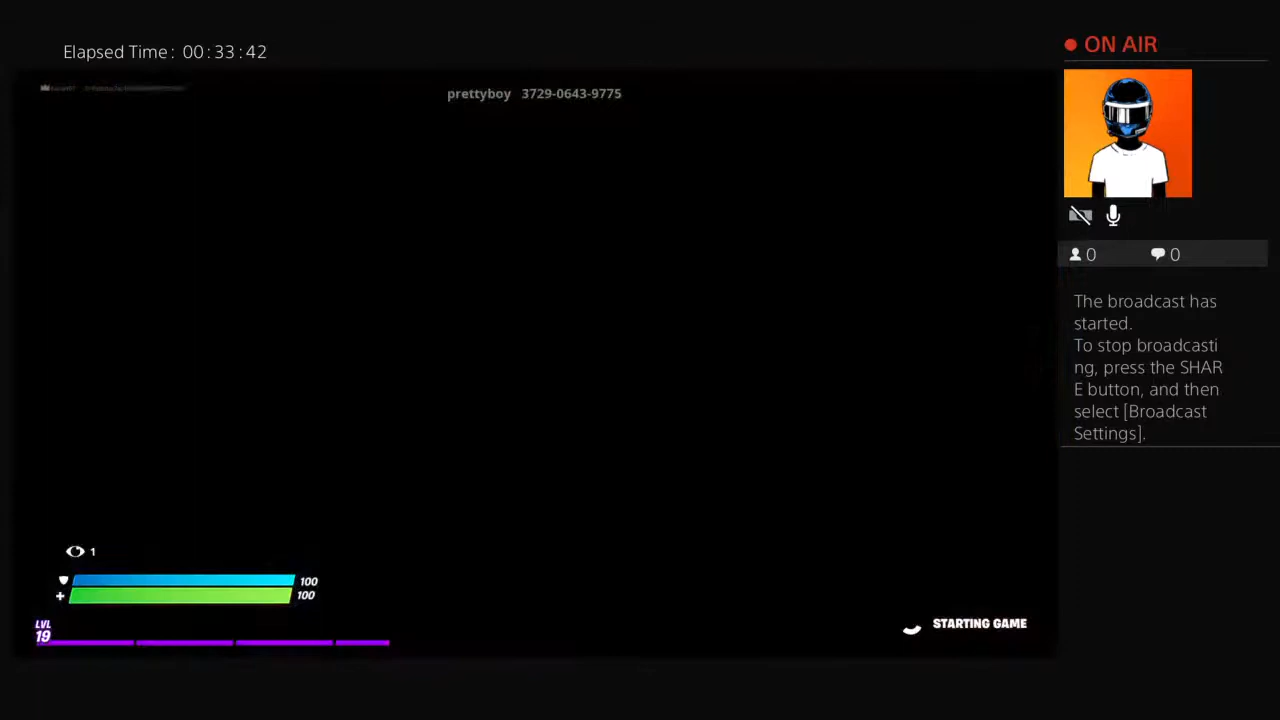 Elapsed Time: 00:33:42
ON AIR
prettyboy 3729-0643-9775
0 0
The broadcast has
started.
To stop broadcasti
ng, press the SHAR
E button, and then
select [Broadcast
Settings].
1
100
100
LVL
19
STARTING GAME